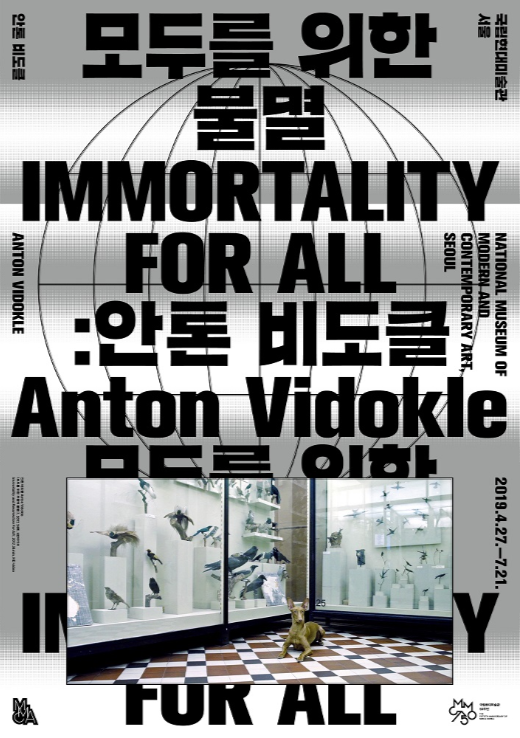 안톤 비도클
모두를 위한
불멸
국립현대미술관
서울
IMMORTALITY
FOR ALL
ANTON VIDOKLE
NATIONAL MUSEUM OF
MODERN AND
CONTEMPORARY ART,
SEOUL
:안톤 비도클
Anton Vidokle
모두를 위한
2019.4.27.—7.21.
FOR ALL
MMCA